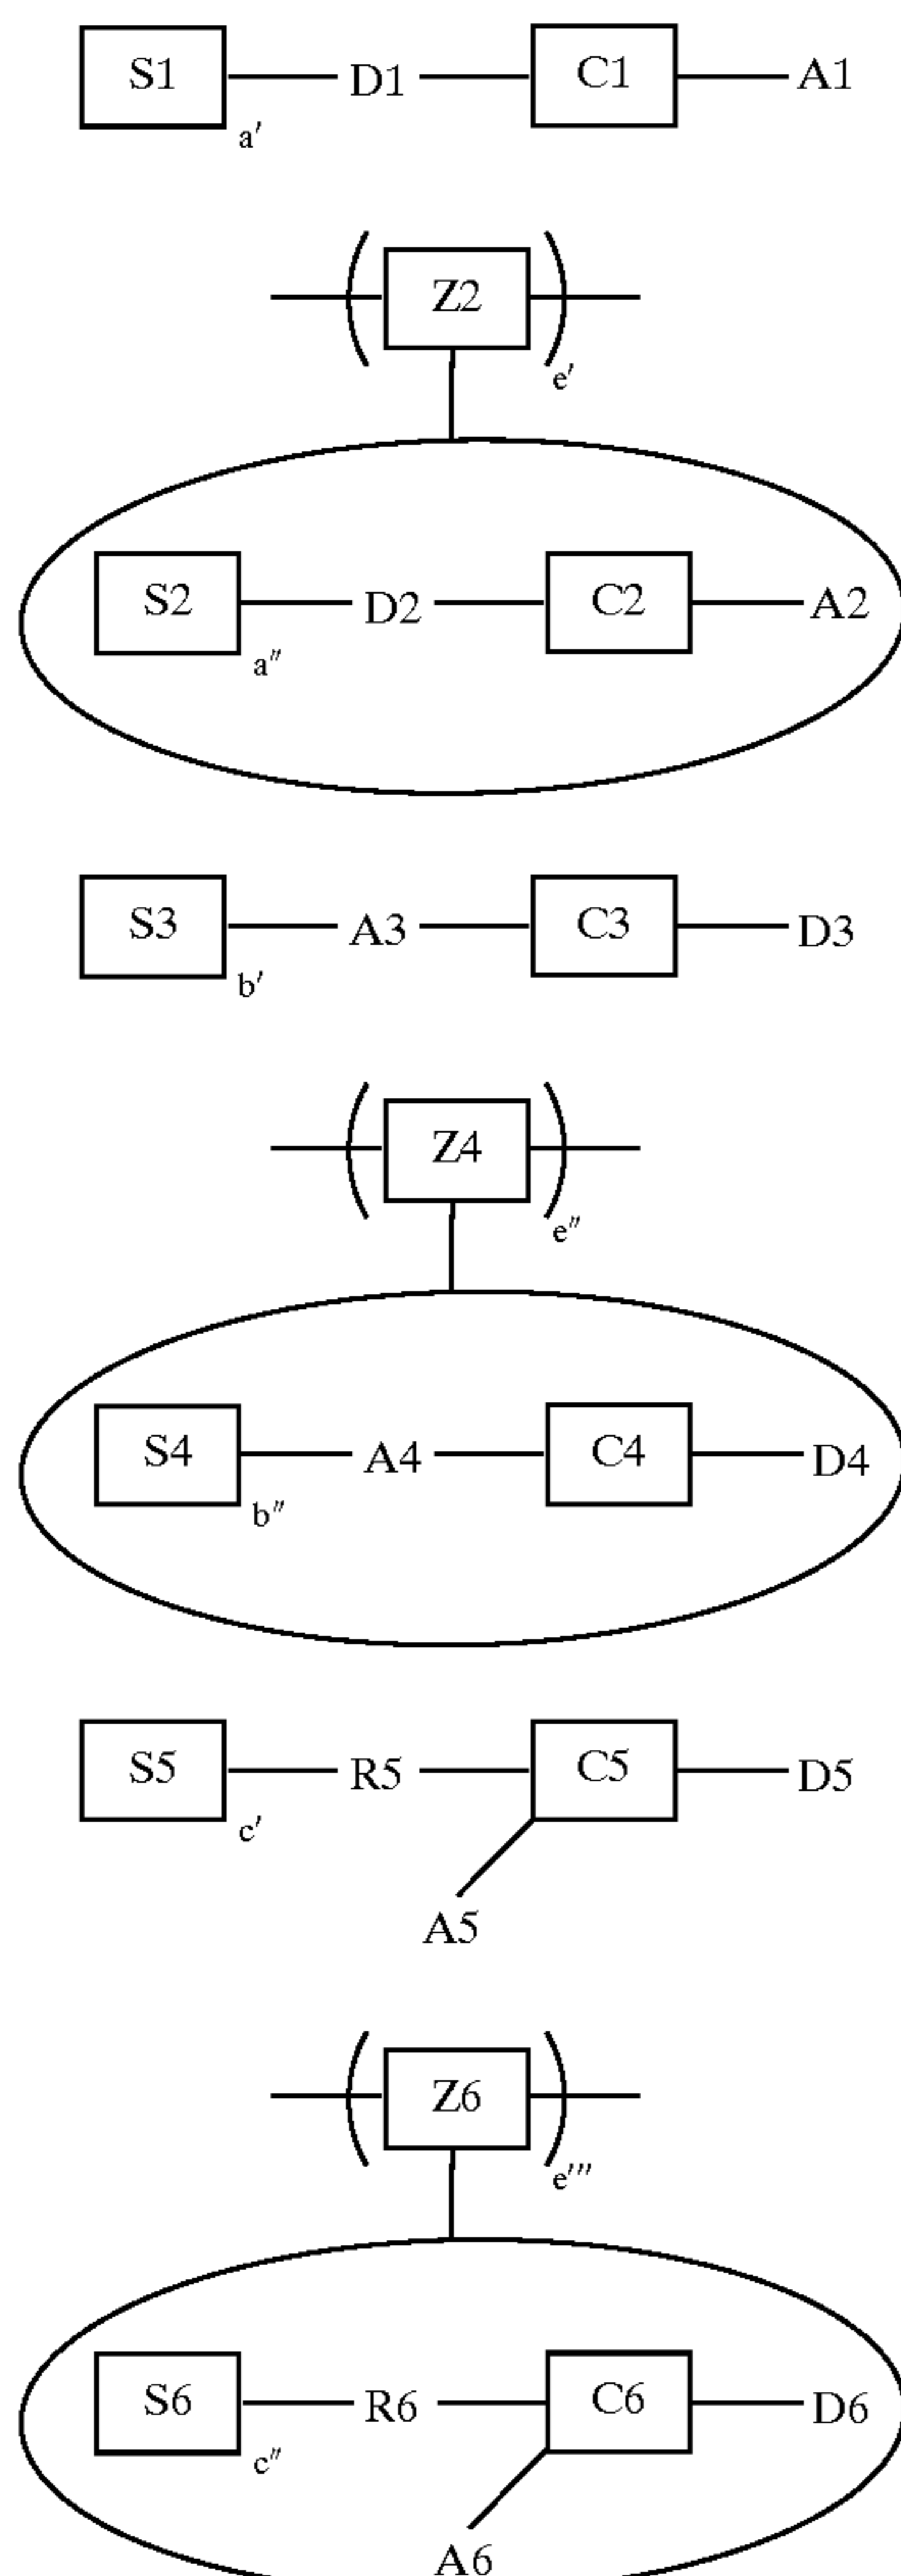 S1 D1 C1 A1
a′
Z2
e′
S2 D2 C2 A2
a″
S3 A3 C3 D3
b′
Z4
e″
S4 A4 C4 D4
b″
S5 R5 C5 D5
c′
A5
Z6
e‴
S6 R6 C6 D6
c″
A6